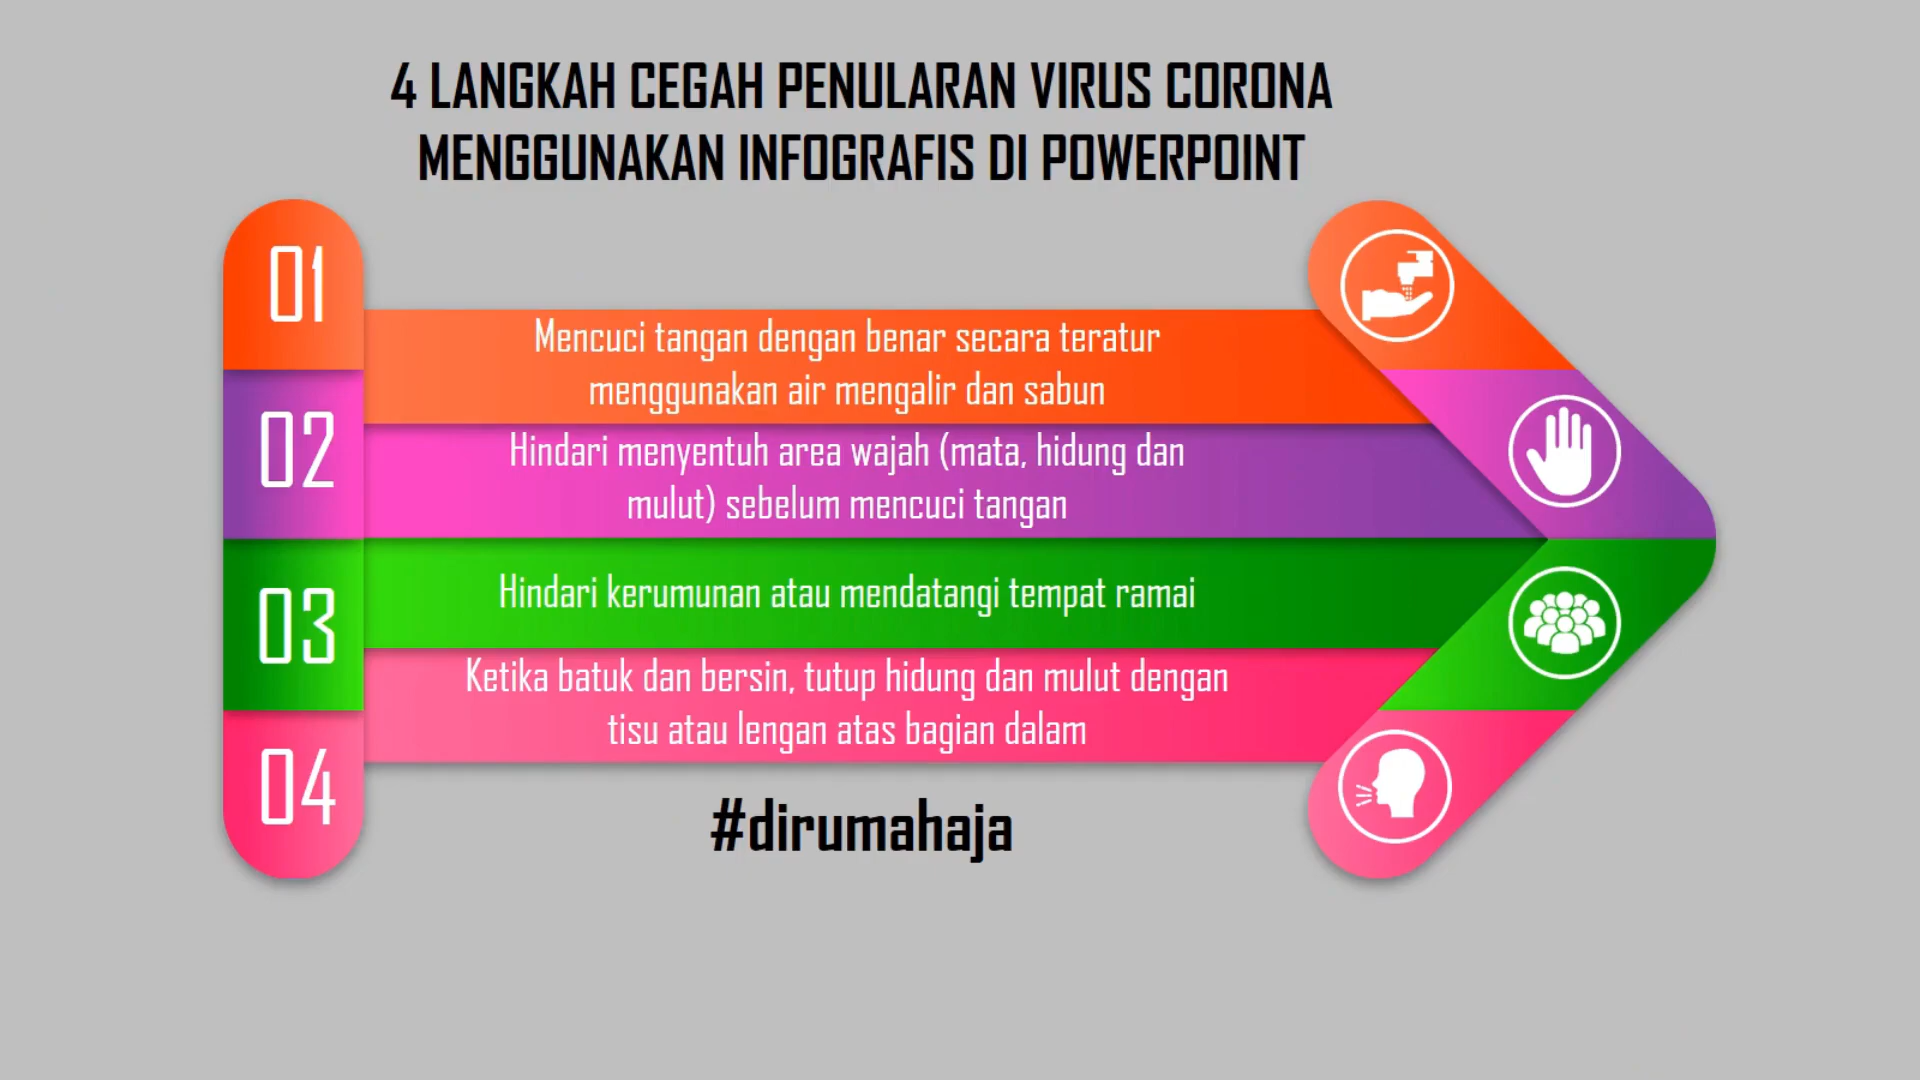 4 LANGKAH CEGAH PENULARAN VIRUS CORONA
MENGGUNAKAN INFOGRAFIS DI POWERPOINT
01
Mencuci tangan dengan benar secara teratur
menggunakan air mengalir dan sabun
02
Hindari menyentuh area wajah (mata, hidung dan
mulut) sebelum mencuci tangan
03
Hindari kerumunan atau mendatangi tempat ramai
04
Ketika batuk dan bersin, tutup hidung dan mulut dengan
tisu atau lengan atas bagian dalam
#dirumahaja